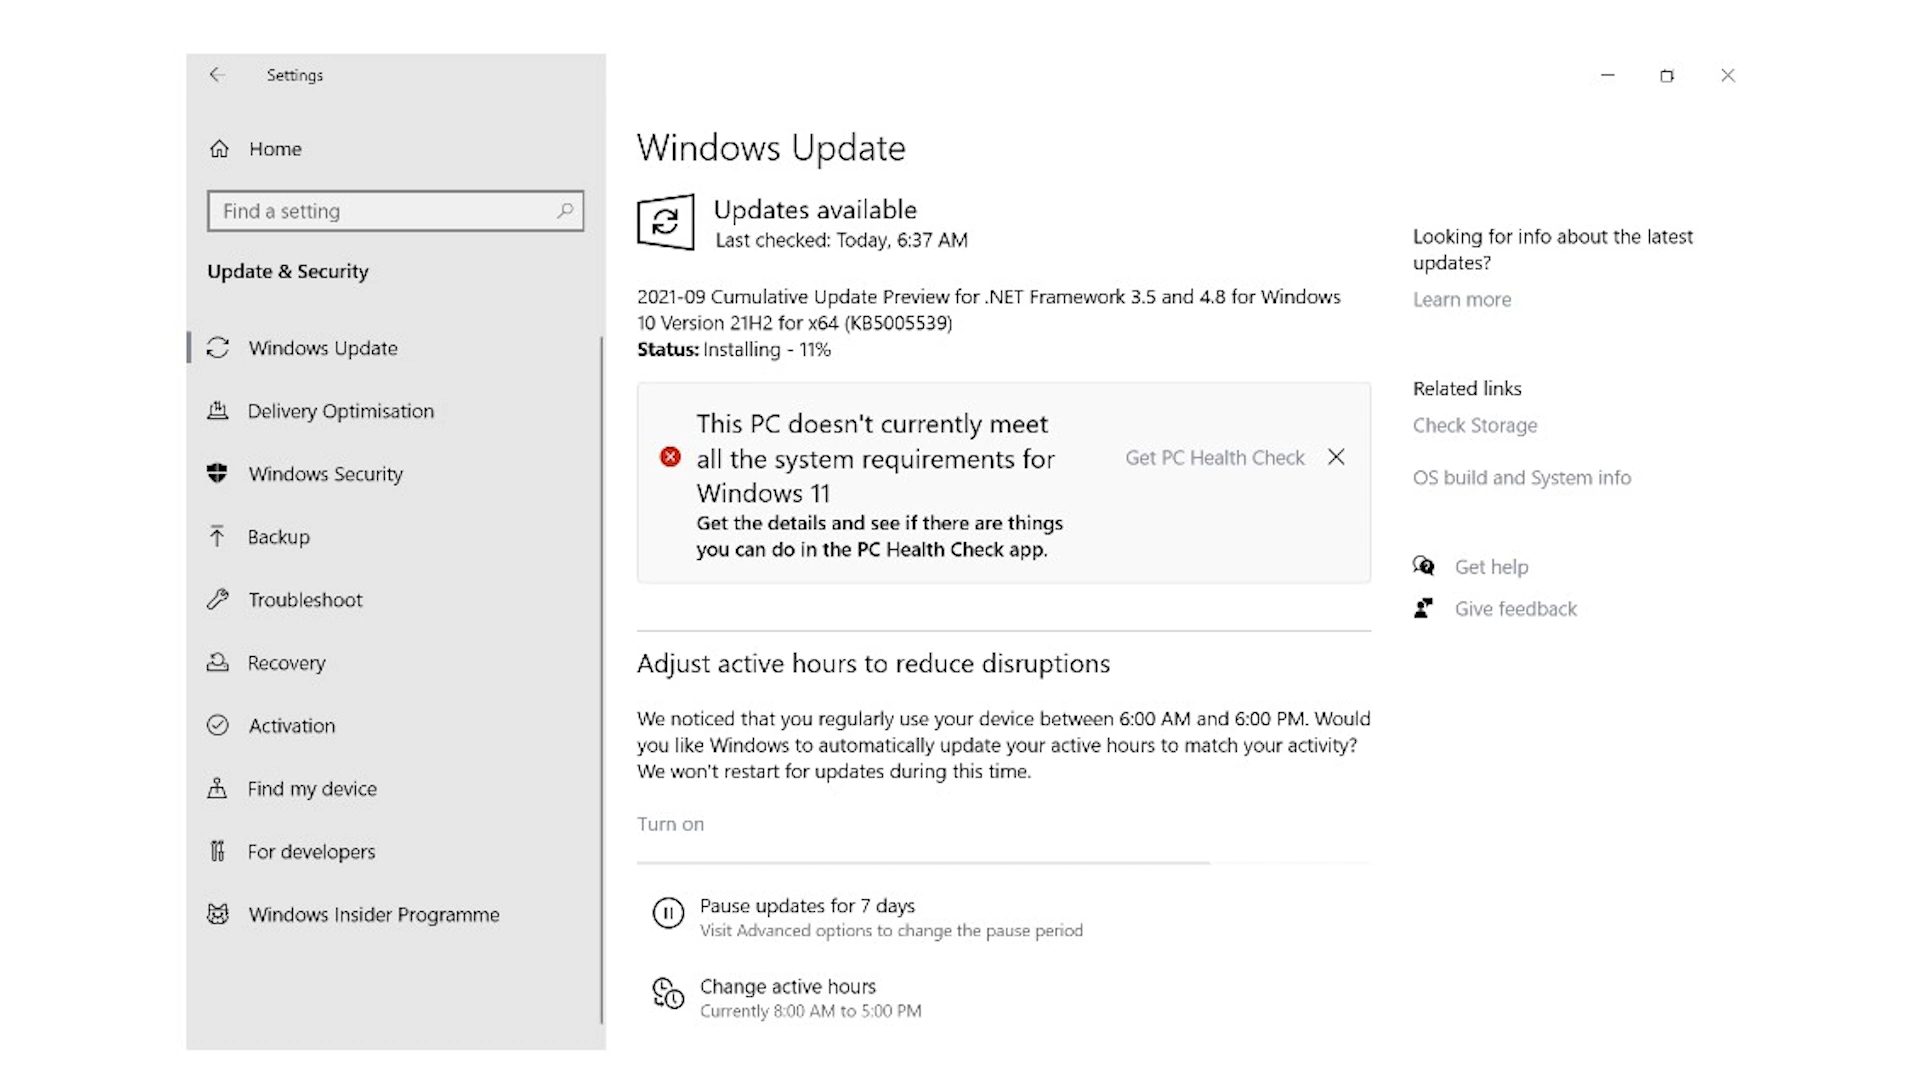 Settings
Home
Find a setting
Update & Security
Windows Update
Delivery Optimisation
Windows Security
Backup
Troubleshoot
Recovery
Activation
Find my device
For developers
Windows Insider Programme
Windows Update
Updates available
Last checked: Today, 6:37 AM
2021-09 Cumulative Update Preview for .NET Framework 3.5 and 4.8 for Windows
10 Version 21H2 for x64 (KB5005539)
Status: Installing - 11%
This PC doesn't currently meet
all the system requirements for
Windows 11
Get the details and see if there are things
you can do in the PC Health Check app.
Get PC Health Check
Adjust active hours to reduce disruptions
We noticed that you regularly use your device between 6:00 AM and 6:00 PM. Would
you like Windows to automatically update your active hours to match your activity?
We won't restart for updates during this time.
Turn on
Pause updates for 7 days
Visit Advanced options to change the pause period
Change active hours
Currently 8:00 AM to 5:00 PM
Looking for info about the latest
updates?
Learn more
Related links
Check Storage
OS build and System info
Get help
Give feedback